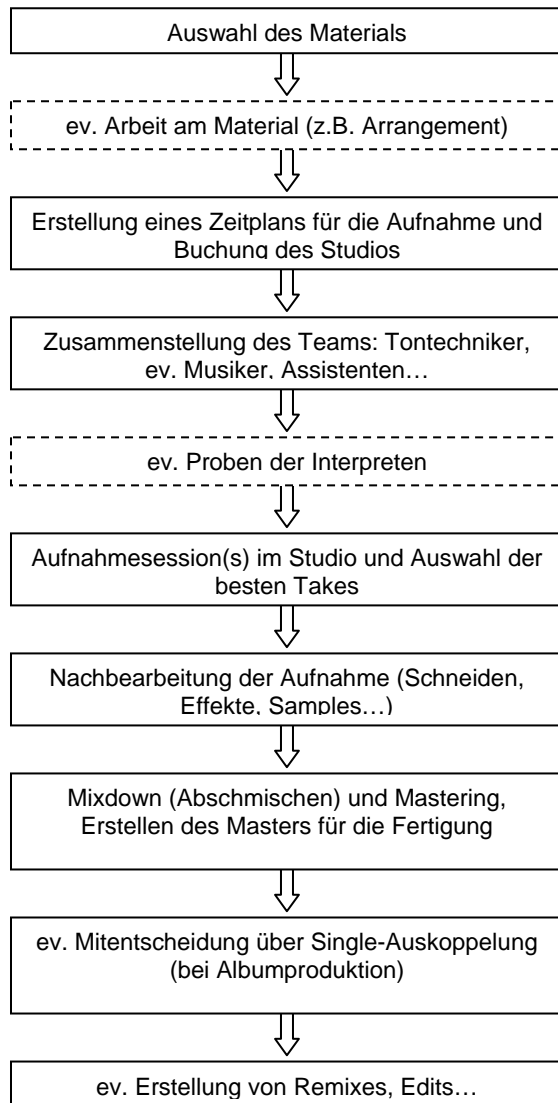 Auswahl des Materials
ev. Arbeit am Material (z.B. Arrangement)
Erstellung eines Zeitplans für die Aufnahme und
Buchung des Studios
Zusammenstellung des Teams: Tontechniker,
ev. Musiker, Assistenten…
ev. Proben der Interpreten
Aufnahmesession(s) im Studio und Auswahl der
besten Takes
Nachbearbeitung der Aufnahme (Schneiden,
Effekte, Samples…)
Mixdown (Abschmischen) und Mastering,
Erstellen des Masters für die Fertigung
ev. Mitentscheidung über Single-Auskoppelung
(bei Albumproduktion)
ev. Erstellung von Remixes, Edits…